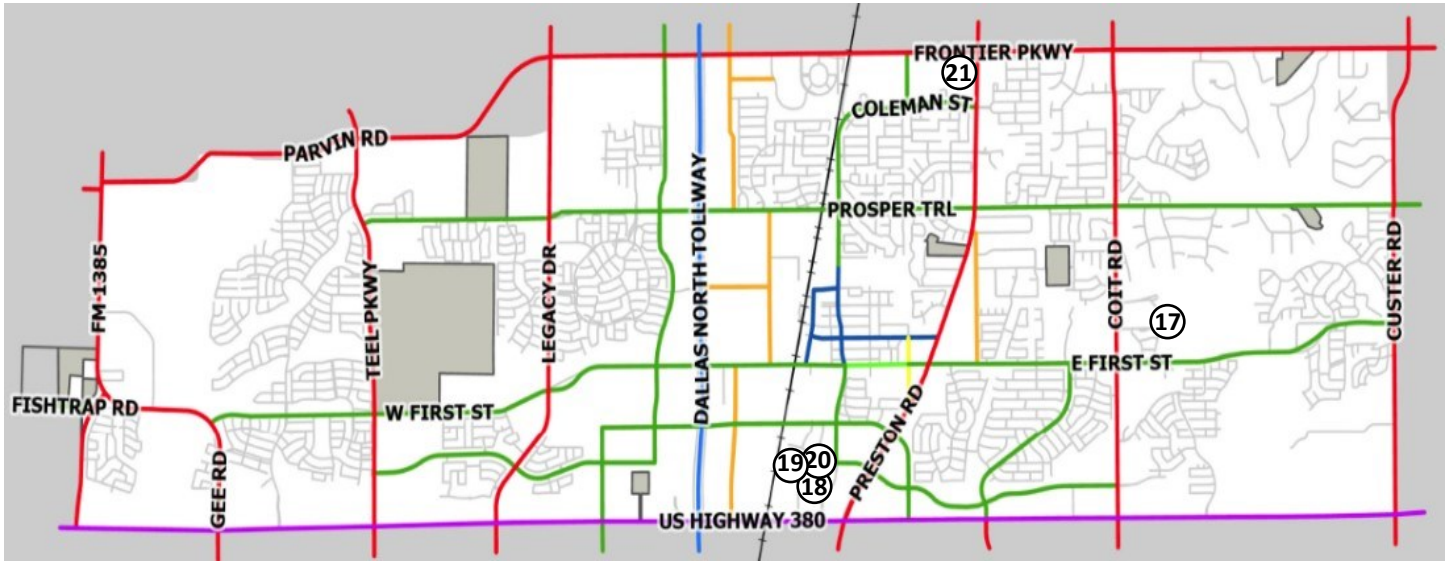 FRONTIER PKWY
21
COLEMAN ST
PARVIN RD
DALLAS NORTH TOLLWAY
PROSPER TRL
FM 1385
TEEL PKWY
LEGACY DR
COIT RD
CUSTER RD
17
E FIRST ST
FISHTRAP RD
W FIRST ST
GEE RD
PRESTON RD
19
20
18
US HIGHWAY 380